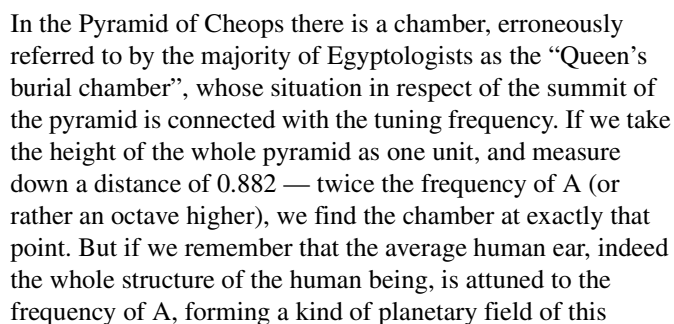 In the Pyramid of Cheops there is a chamber, erroneously
referred to by the majority of Egyptologists as the “Queen’s
burial chamber”, whose situation in respect of the summit of
the pyramid is connected with the tuning frequency. If we take
the height of the whole pyramid as one unit, and measure
down a distance of 0.882 — twice the frequency of A (or
rather an octave higher), we find the chamber at exactly that
point. But if we remember that the average human ear, indeed
the whole structure of the human being, is attuned to the
frequency of A, forming a kind of planetary field of this